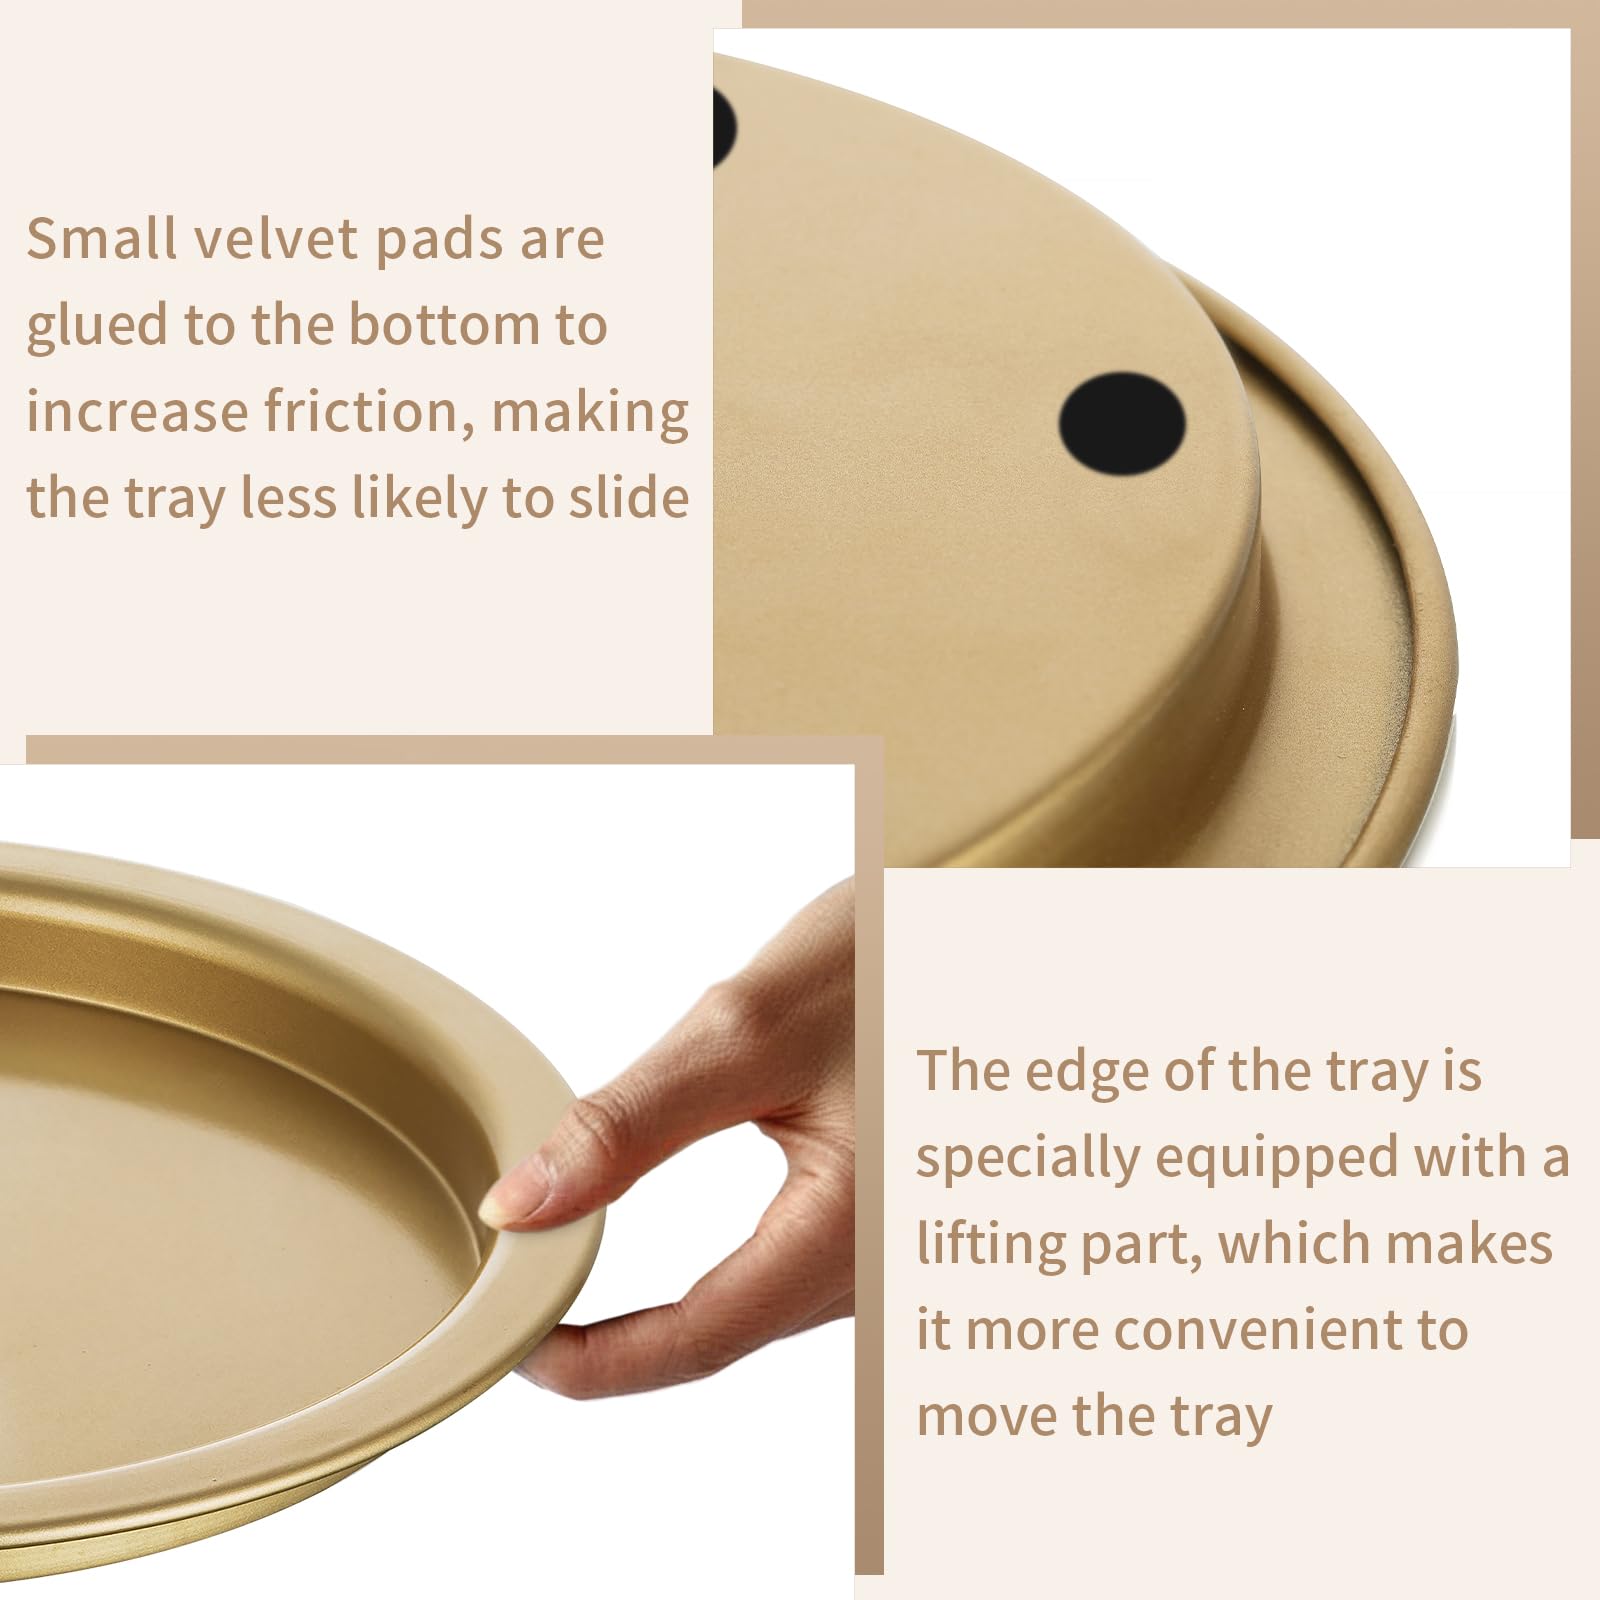 Small velvet pads are
glued to the bottom to
increase friction, making
the tray less likely to slide
The edge of the tray is
specially equipped with a
lifting part, which makes
it more convenient to
move the tray